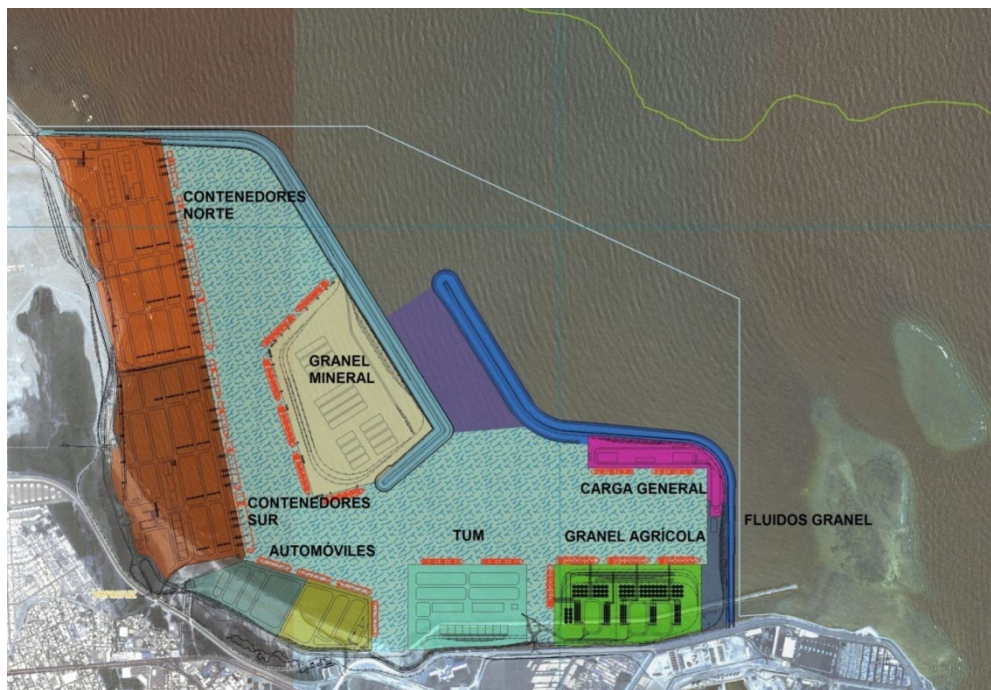 CONTENEDORES
NORTE
GRANEL
MINERAL
CARGA GENERAL
CONTENEDORES
SUR
FLUIDOS GRANEL
AUTOMÓVILES
TUM
GRANEL AGRÍCOLA